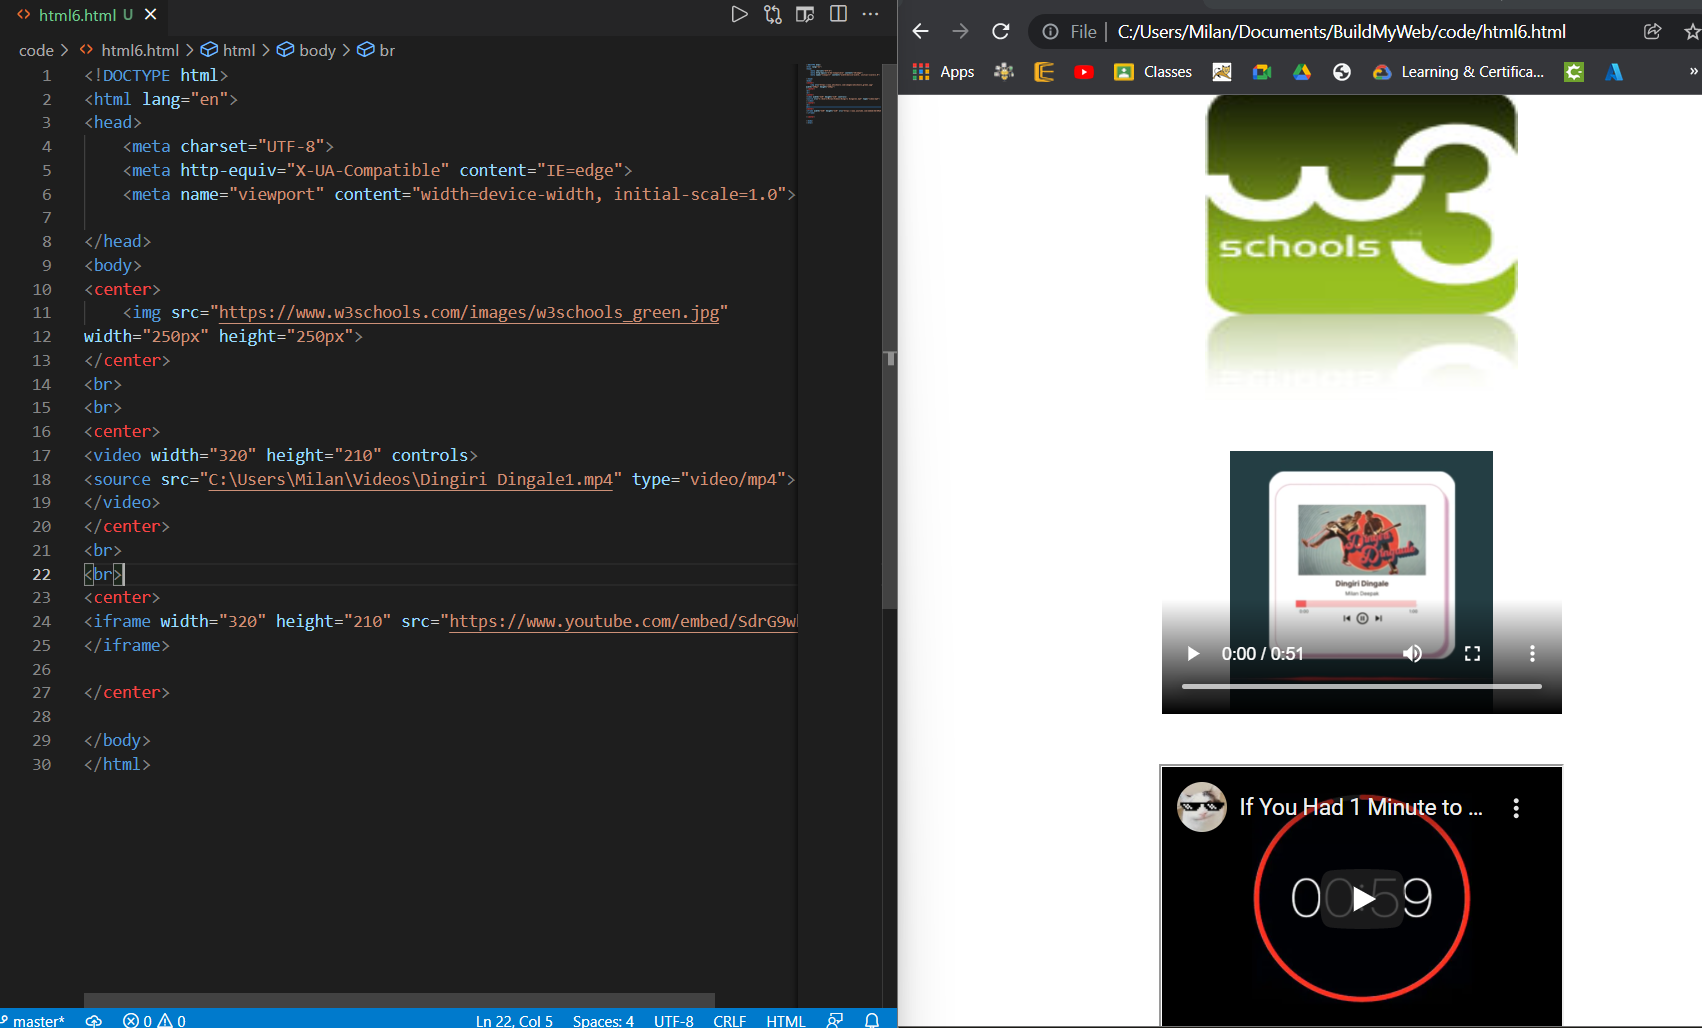 html6.html U
code > html6.html > html > body > br
1 <!DOCTYPE html>
2 <html lang="en">
3 <head>
4 <meta charset="UTF-8">
5 <meta http-equiv="X-UA-Compatible" content="IE=edge">
6 <meta name="viewport" content="width=device-width, initial-scale=1.0">
7
8 </head>
9 <body>
10 <center>
11 <img src="https://www.w3schools.com/images/w3schools_green.jpg"
12 width="250px" height="250px">
13 </center>
14 <br>
15 <br>
16 <center>
17 <video width="320" height="210" controls>
18 <source src="C:\Users\Milan\Videos\Dingiri Dingale1.mp4" type="video/mp4">
19 </video>
20 </center>
21 <br>
22 <br>
23 <center>
24 <iframe width="320" height="210" src="https://www.youtube.com/embed/SdrG9w
25 </iframe>
26
27 </center>
28
29 </body>
30 </html>
master* 0 0 Ln 22, Col 5 Spaces: 4 UTF-8 CRLF HTML
File | C:/Users/Milan/Documents/BuildMyWeb/code/html6.html
Apps Classes Learning & Certifica... »
w3
schools
Dingiri
Dingale
Dingiri Dingale
Milan Deepak
0:00 / 0:51
If You Had 1 Minute to ...
00:59